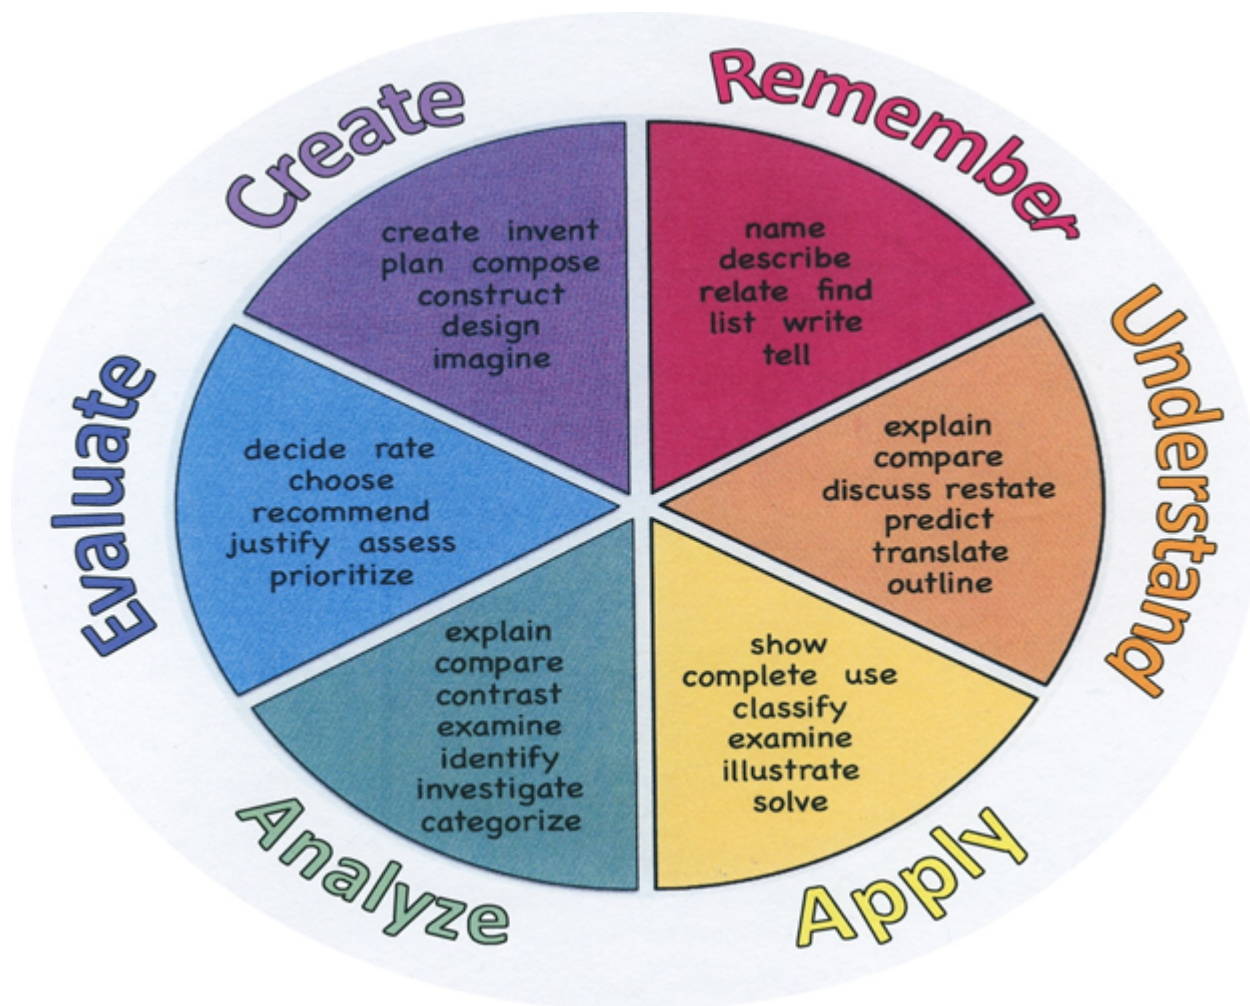 Remember
name
describe
relate find
list write
tell
Understand
explain
compare
discuss restate
predict
translate
outline
Apply
show
complete use
classify
examine
illustrate
solve
Analyze
explain
compare
contrast
examine
identify
investigate
categorize
Evaluate
decide rate
choose
recommend
justify assess
prioritize
Create
create invent
plan compose
construct
design
imagine